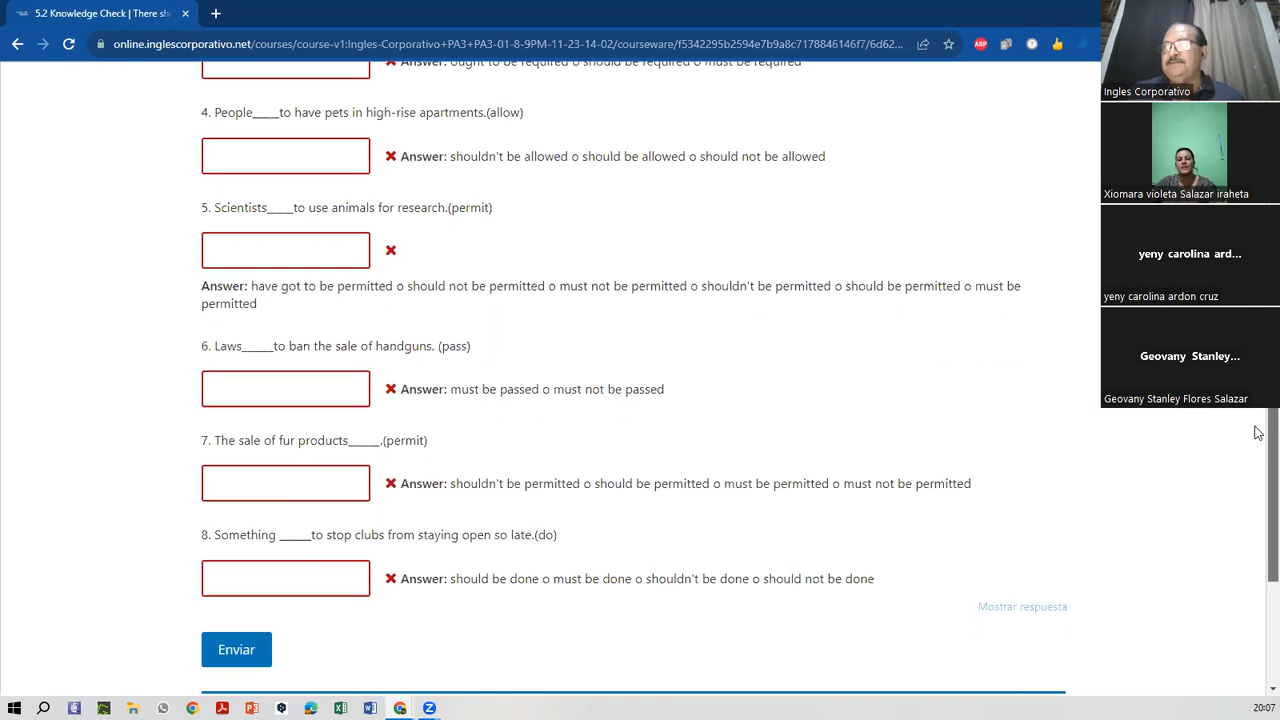 5.2 Knowledge Check | There sh
online.inglescorporativo.net/courses/course-v1:Ingles-Corporativo+PA3+PA3-01-8-9PM-11-23-14-02/courseware/f5342295b2594e7b9a8c7178846146f7/6d62...
ABP
Answer: ought to be required o should be required o must be required
4. People_____to have pets in high-rise apartments.(allow)
Answer: shouldn't be allowed o should be allowed o should not be allowed
5. Scientists_____to use animals for research.(permit)
Answer: have got to be permitted o should not be permitted o must not be permitted o shouldn't be permitted o should be permitted o must be
permitted
6. Laws______to ban the sale of handguns. (pass)
Answer: must be passed o must not be passed
7. The sale of fur products______.(permit)
Answer: shouldn't be permitted o should be permitted o must be permitted o must not be permitted
8. Something ______to stop clubs from staying open so late.(do)
Answer: should be done o must be done o shouldn't be done o should not be done
Mostrar respuesta
Enviar
Ingles Corporativo
Xiomara violeta Salazar iraheta
yeny carolina ard...
yeny carolina ardon cruz
Geovany Stanley...
Geovany Stanley Flores Salazar
20:07